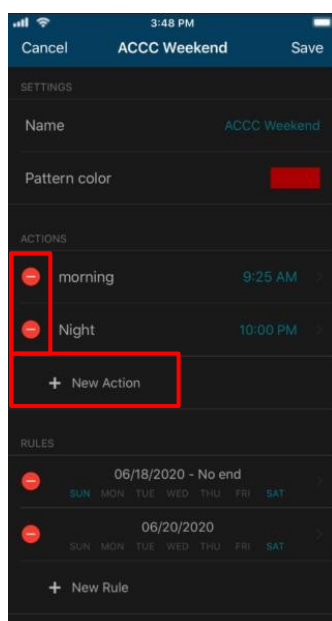 3:48 PM
Cancel ACCC Weekend Save
SETTINGS
Name ACCC Weekend
Pattern color
ACTIONS
morning 9:25 AM
Night 10:00 PM
+ New Action
RULES
06/18/2020 - No end
SUN MON TUE WED THU FRI SAT
06/20/2020
SUN MON TUE WED THU FRI SAT
+ New Rule